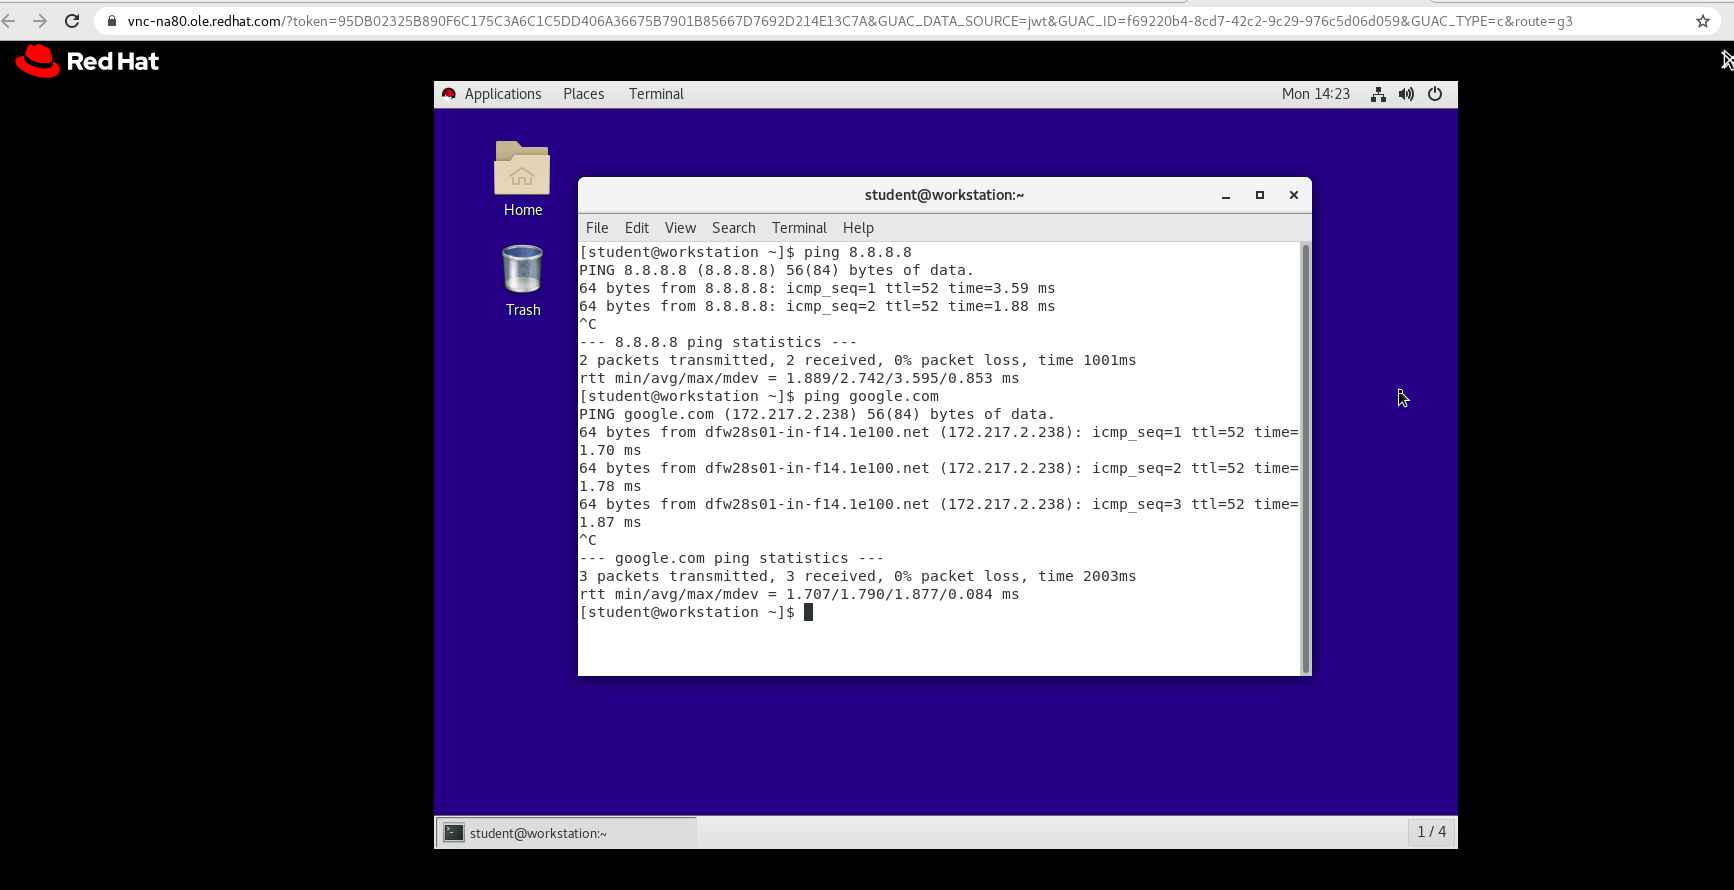 vnc-na80.ole.redhat.com/?token=95DB02325B890F6C175C3A6C1C5DD406A36675B7901B85667D7692D214E13C7A&GUAC_DATA_SOURCE=jwt&GUAC_ID=f69220b4-8cd7-42c2-9c29-976c5d06d059&GUAC_TYPE=c&route=g3
Red Hat
Applications Places Terminal Mon 14:23
Home
Trash
student@workstation:~
File Edit View Search Terminal Help
[student@workstation ~]$ ping 8.8.8.8
PING 8.8.8.8 (8.8.8.8) 56(84) bytes of data.
64 bytes from 8.8.8.8: icmp_seq=1 ttl=52 time=3.59 ms
64 bytes from 8.8.8.8: icmp_seq=2 ttl=52 time=1.88 ms
^C
--- 8.8.8.8 ping statistics ---
2 packets transmitted, 2 received, 0% packet loss, time 1001ms
rtt min/avg/max/mdev = 1.889/2.742/3.595/0.853 ms
[student@workstation ~]$ ping google.com
PING google.com (172.217.2.238) 56(84) bytes of data.
64 bytes from dfw28s01-in-f14.1e100.net (172.217.2.238): icmp_seq=1 ttl=52 time=
1.70 ms
64 bytes from dfw28s01-in-f14.1e100.net (172.217.2.238): icmp_seq=2 ttl=52 time=
1.78 ms
64 bytes from dfw28s01-in-f14.1e100.net (172.217.2.238): icmp_seq=3 ttl=52 time=
1.87 ms
^C
--- google.com ping statistics ---
3 packets transmitted, 3 received, 0% packet loss, time 2003ms
rtt min/avg/max/mdev = 1.707/1.790/1.877/0.084 ms
[student@workstation ~]$
student@workstation:~
1 / 4